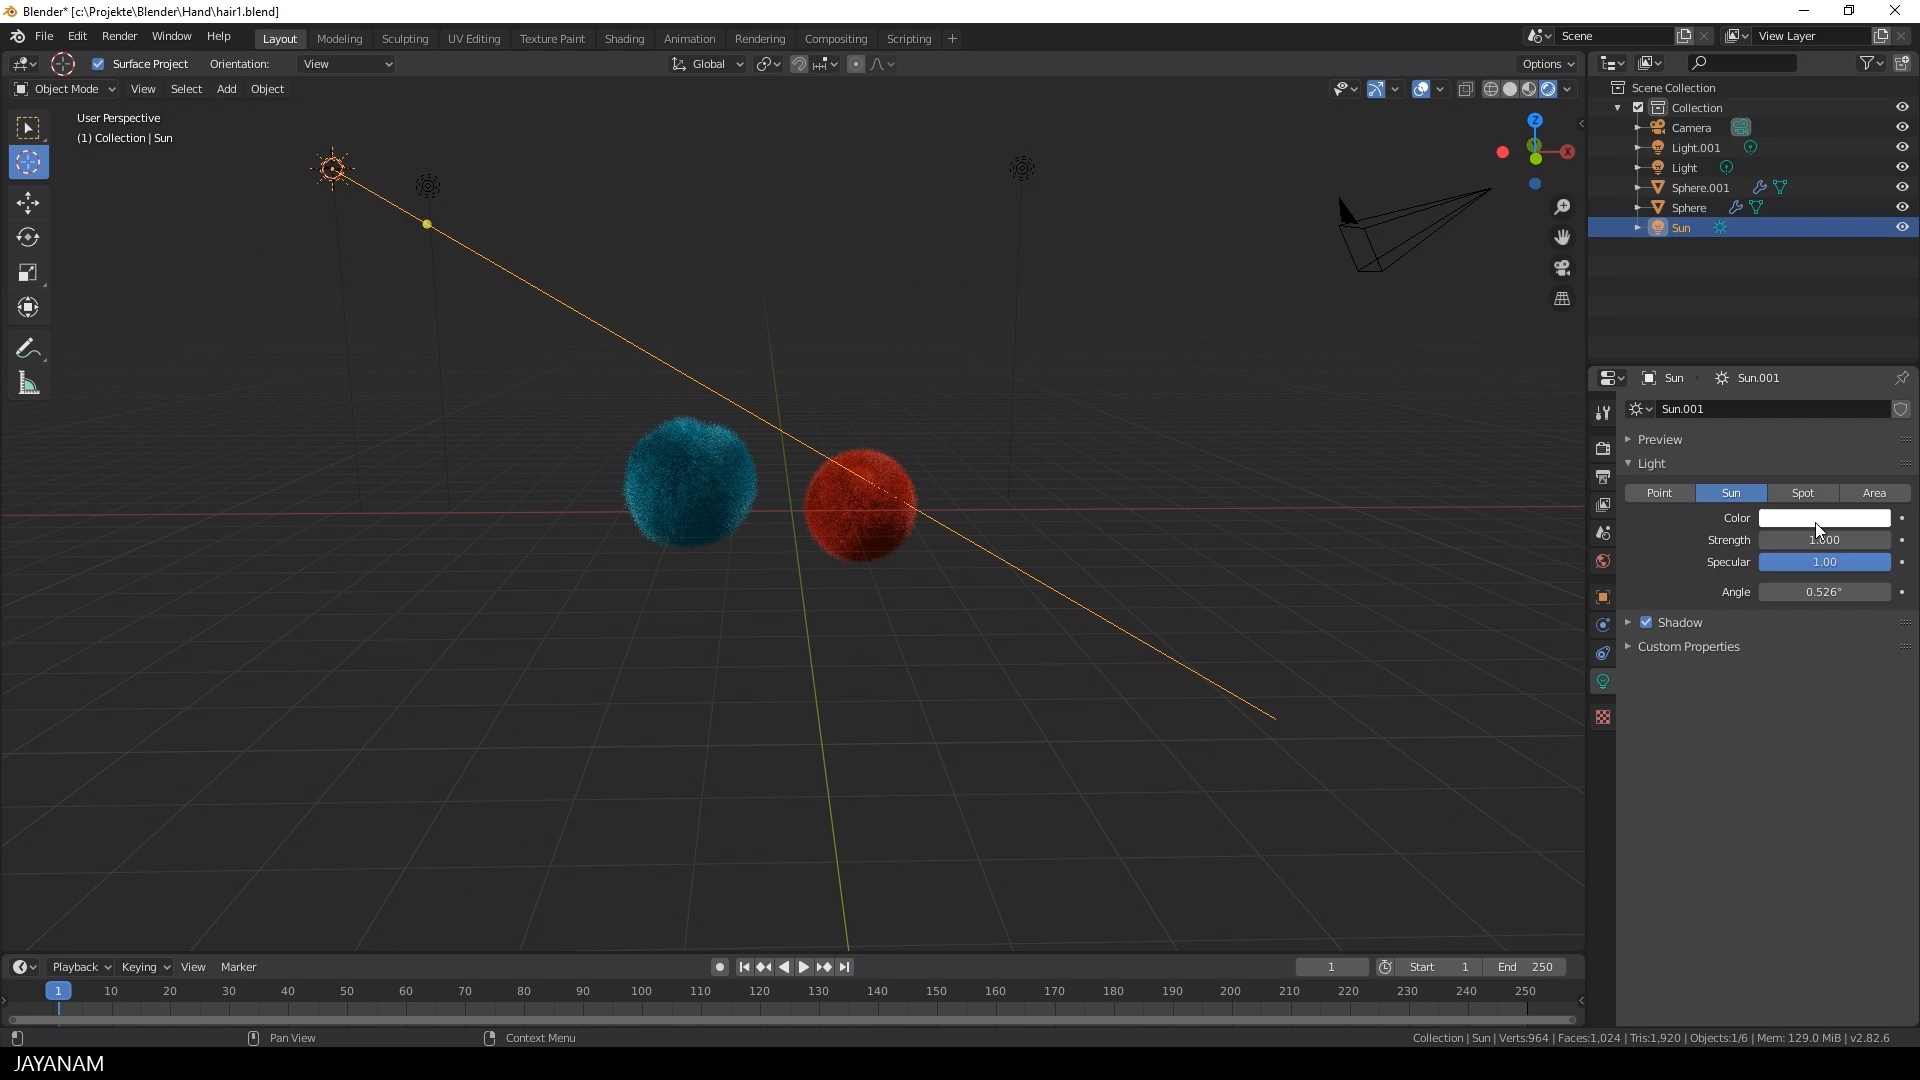 Blender* [c:\Projekte\Blender\Hand\hair1.blend]
File Edit Render Window Help Layout Modeling Sculpting UV Editing Texture Paint Shading Animation Rendering Compositing Scripting + Scene View Layer
Surface Project Orientation: View Global Options
Object Mode View Select Add Object
User Perspective
(1) Collection | Sun
Z
X
Scene Collection
Collection
Camera
Light.001
Light
Sphere.001
Sphere
Sun
Sun Sun.001
Sun.001
Preview
Light
Point Sun Spot Area
Color
Strength 1.000
Specular 1.00
Angle 0.526°
Shadow
Custom Properties
Playback Keying View Marker 1 Start 1 End 250
1 10 20 30 40 50 60 70 80 90 100 110 120 130 140 150 160 170 180 190 200 210 220 230 240 250
Pan View Context Menu Collection | Sun | Verts:964 | Faces:1,024 | Tris:1,920 | Objects:1/6 | Mem: 129.0 MiB | v2.82.6
JAYANAM